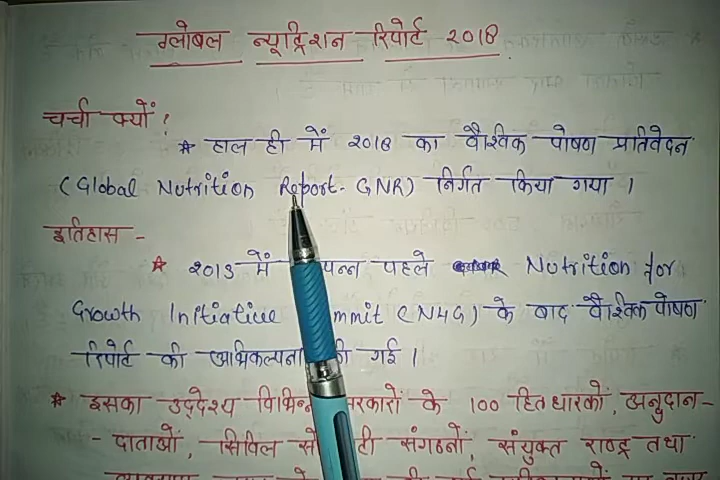 ग्लोबल न्यूट्रिशन रिपोर्ट 2018
चर्चा क्यों?
* हाल ही में 2018 का वैश्विक पोषण प्रतिवेदन
(Global Nutrition Report- GNR) निर्गत किया गया ।
इतिहास -
* 2013 में पन्न पहले Nutrition for
Growth Initiative mmit (N4G) के बाद वैश्विक पोषण
रिपोर्ट की अभिकल्पना की गई ।
* इसका उद्देश्य विभिन्न सरकारों के 100 हितधारकों, अनुदान-
- दाताओं, सिविल सो टी संगठनों, संयुक्त राष्ट्र तथा